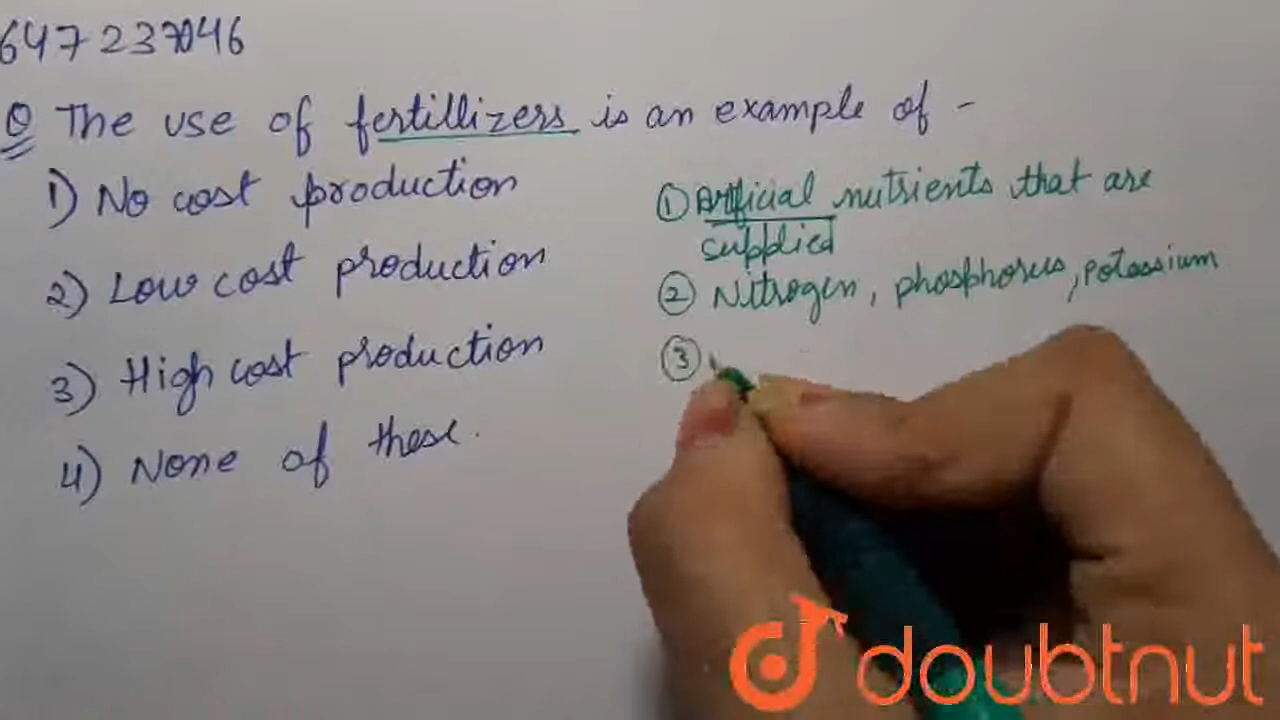 647237046
Q The use of fertillizers is an example of -
1) No cost production
2) Low cost production
3) High cost production
4) None of these.
① Artificial nutrients that are
supplied
② Nitrogen, phosphorus, Potassium
③
doubtnut